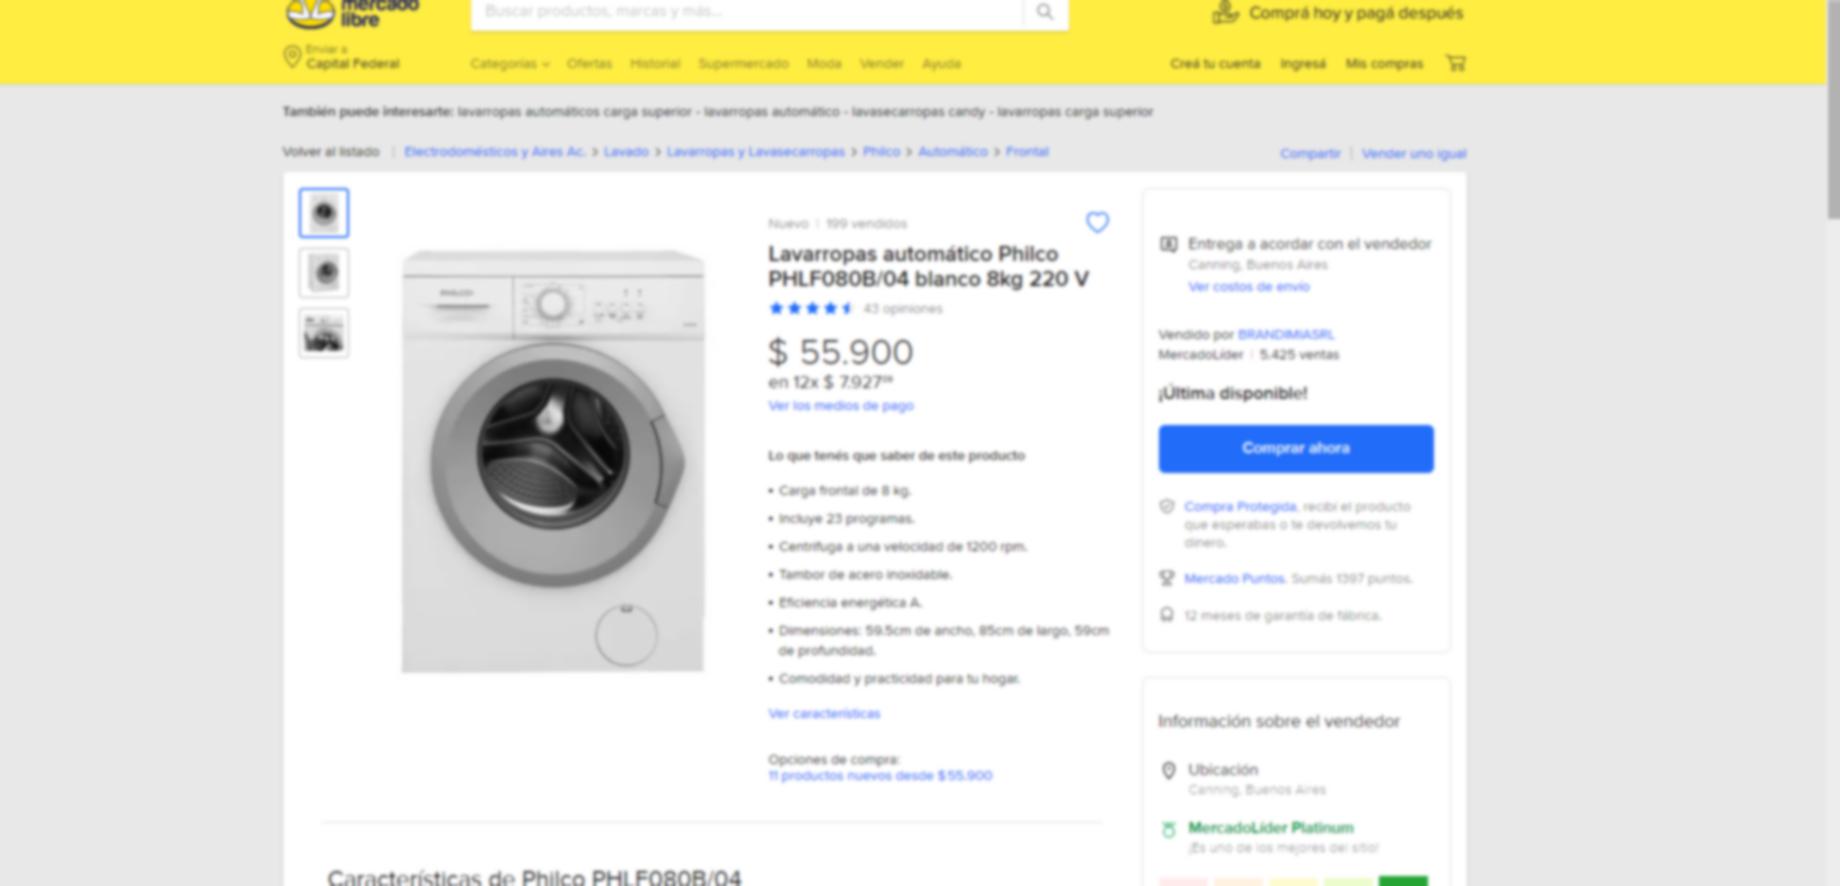 mercado
libre
Buscar productos, marcas y más...
Comprá hoy y pagá después
Enviar a
Capital Federal
Categorías Ofertas Historial Supermercado Moda Vender Ayuda
Creá tu cuenta Ingresá Mis compras
También puede interesarte: lavarropas automáticos carga superior - lavarropas automático - lavasecarropas candy - lavarropas carga superior
Volver al listado | Electrodomésticos y Aires Ac. > Lavado > Lavarropas y Lavasecarropas > Philco > Automático > Frontal
Compartir | Vender uno igual
PHILCO
Nuevo | 199 vendidos
Lavarropas automático Philco
PHLF080B/04 blanco 8kg 220 V
43 opiniones
$ 55.900
en 12x $ 7.927
Ver los medios de pago
Lo que tenés que saber de este producto
• Carga frontal de 8 kg.
• Incluye 23 programas.
• Centrifuga a una velocidad de 1200 rpm.
• Tambor de acero inoxidable.
• Eficiencia energética A.
• Dimensiones: 59.5cm de ancho, 85cm de largo, 59cm
de profundidad.
• Comodidad y practicidad para tu hogar.
Ver características
Opciones de compra:
11 productos nuevos desde $ 55.900
Características de Philco PHLF080B/04
Entrega a acordar con el vendedor
Canning, Buenos Aires
Ver costos de envío
Vendido por BRANDIMIASRL
MercadoLíder | 5.425 ventas
¡Última disponible!
Comprar ahora
Compra Protegida, recibí el producto
que esperabas o te devolvemos tu
dinero.
Mercado Puntos. Sumás 1397 puntos.
12 meses de garantía de fábrica.
Información sobre el vendedor
Ubicación
Canning, Buenos Aires
MercadoLíder Platinum
¡Es uno de los mejores del sitio!